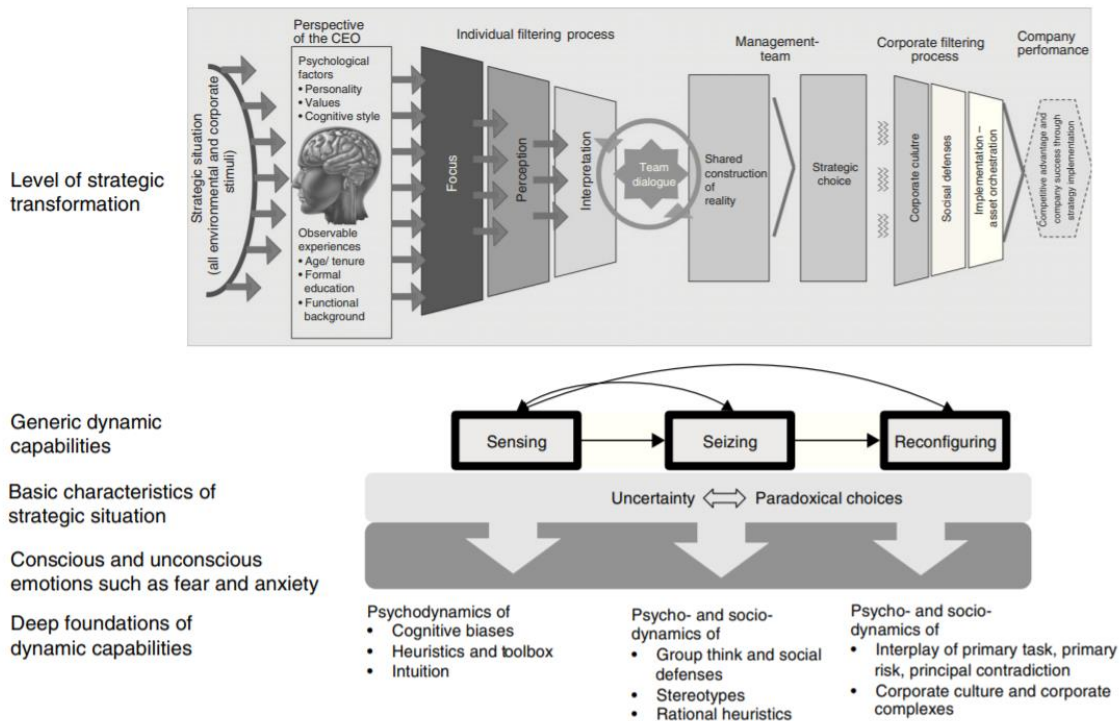 Perspective
of the CEO
Individual filtering process
Management-
team
Corporate filtering
process
Company
perfomance
Level of strategic
transformation
Strategic situation
(all environmental and corporate
stimuli)
Psychological
factors
• Personality
• Values
• Cognitive style
Observable
experiences
• Age/ tenure
• Formal
education
• Functional
background
Focus
Perception
Interpretation
Team
dialogue
Shared
construction
of
reality
Strategic
choice
Corporate culutre
Socisal defenses
Implementation –
asset orchestration
Competitive advantage and
company success through
strategy implementation
Generic dynamic
capabilities
Sensing
Seizing
Reconfiguring
Basic characteristics of
strategic situation
Uncertainty
Paradoxical choices
Conscious and unconscious
emotions such as fear and anxiety
Deep foundations of
dynamic capabilities
Psychodynamics of
• Cognitive biases
• Heuristics and toolbox
• Intuition
Psycho- and socio-
dynamics of
• Group think and social
defenses
• Stereotypes
• Rational heuristics
Psycho- and socio-
dynamics of
• Interplay of primary task, primary
risk, principal contradiction
• Corporate culture and corporate
complexes